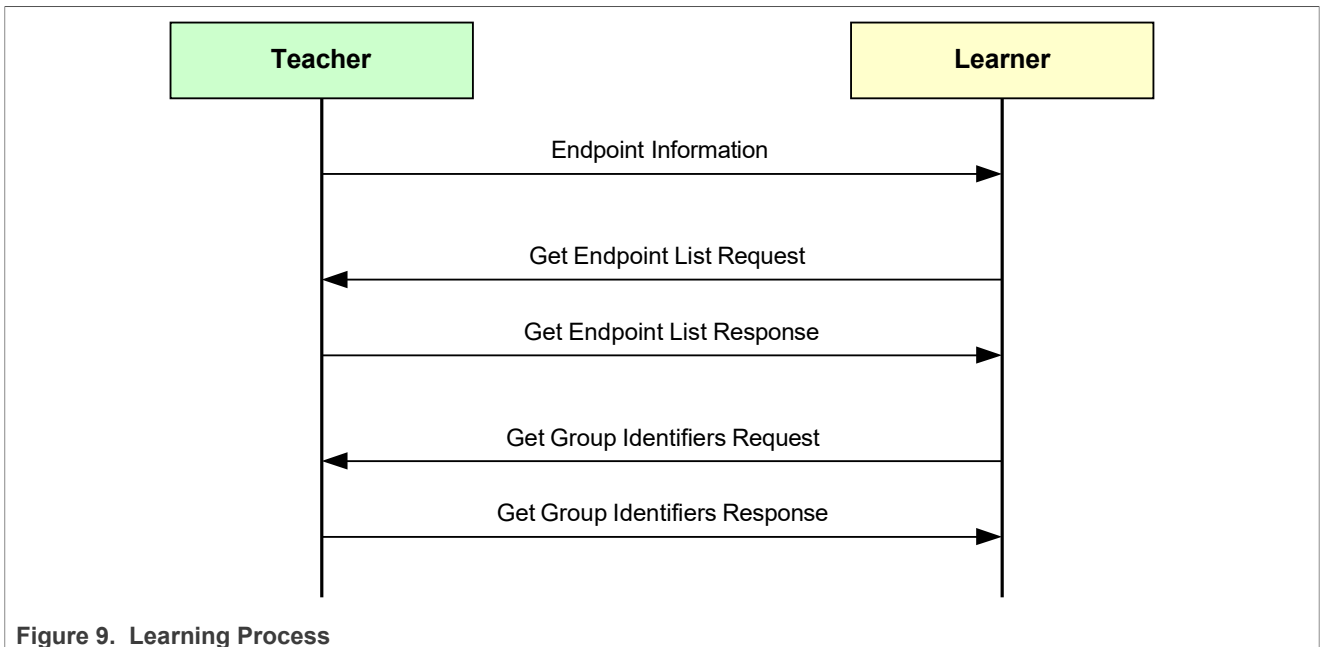 Teacher
Learner
Endpoint Information
Get Endpoint List Request
Get Endpoint List Response
Get Group Identifiers Request
Get Group Identifiers Response
Figure 9. Learning Process